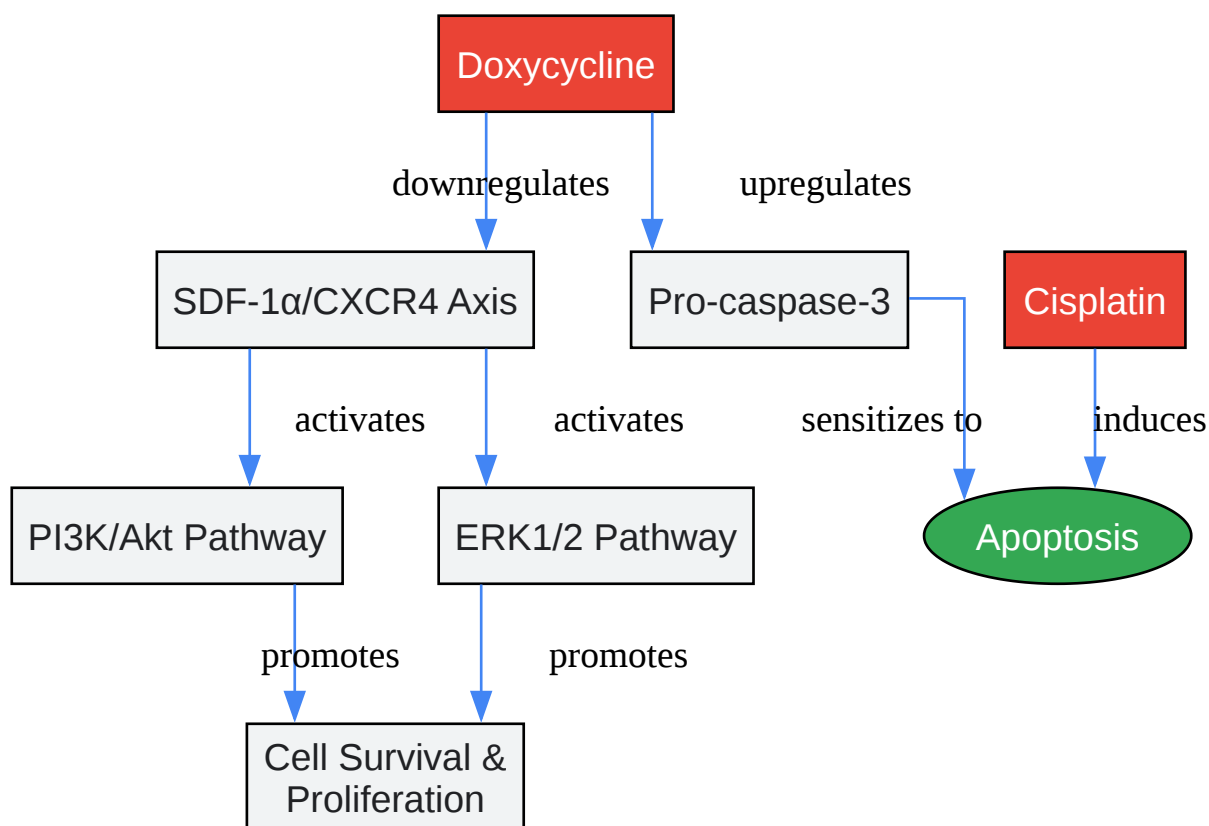 Doxycycline
downregulates
upregulates
SDF-1α/CXCR4 Axis
Pro-caspase-3
Cisplatin
activates
activates
sensitizes to
induces
PI3K/Akt Pathway
ERK1/2 Pathway
Apoptosis
promotes
promotes
Cell Survival &
Proliferation